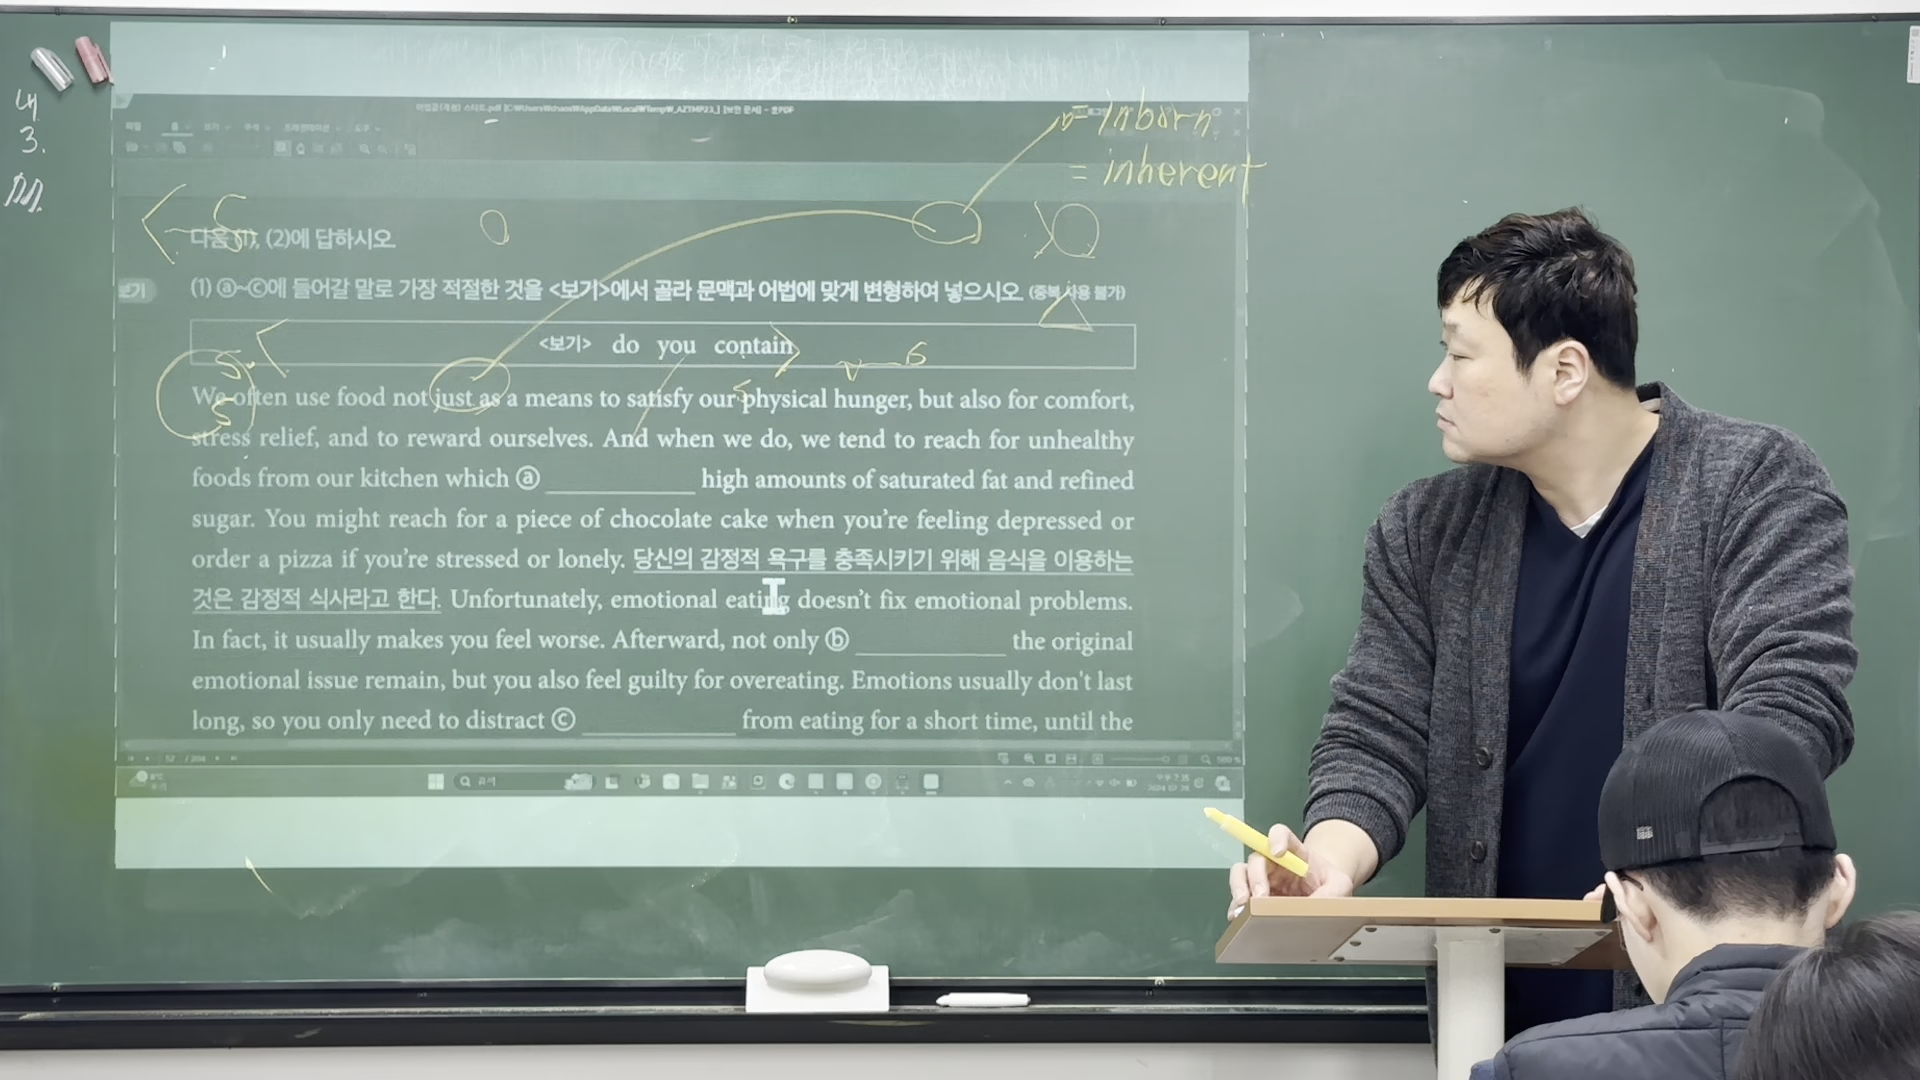 내
3.
= inborn
= inherent
다음 (1), (2)에 답하시오.
보기
(1) ⓐ~ⓒ에 들어갈 말로 가장 적절한 것을 <보기>에서 골라 문맥과 어법에 맞게 변형하여 넣으시오. (중복 사용 불가)
<보기> do you contain
We often use food not just as a means to satisfy our physical hunger, but also for comfort,
stress relief, and to reward ourselves. And when we do, we tend to reach for unhealthy
foods from our kitchen which ⓐ __________ high amounts of saturated fat and refined
sugar. You might reach for a piece of chocolate cake when you’re feeling depressed or
order a pizza if you’re stressed or lonely. 당신의 감정적 욕구를 충족시키기 위해 음식을 이용하는
것은 감정적 식사라고 한다. Unfortunately, emotional eating doesn’t fix emotional problems.
In fact, it usually makes you feel worse. Afterward, not only ⓑ __________ the original
emotional issue remain, but you also feel guilty for overeating. Emotions usually don't last
long, so you only need to distract ⓒ __________ from eating for a short time, until the
52 / 204
검색